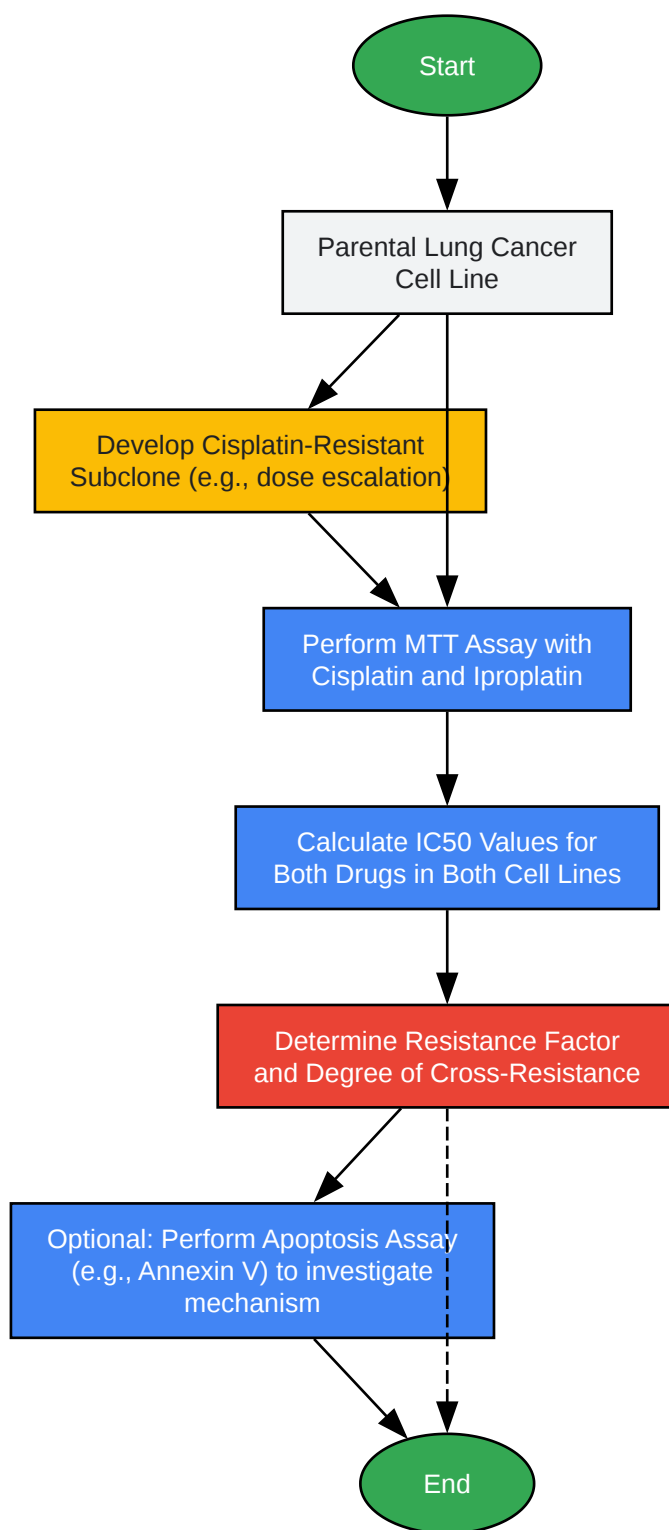 Start
Parental Lung Cancer
Cell Line
Develop Cisplatin-Resistant
Subclone (e.g., dose escalation)
Perform MTT Assay with
Cisplatin and Iproplatin
Calculate IC50 Values for
Both Drugs in Both Cell Lines
Determine Resistance Factor
and Degree of Cross-Resistance
Optional: Perform Apoptosis Assay
(e.g., Annexin V) to investigate
mechanism
End